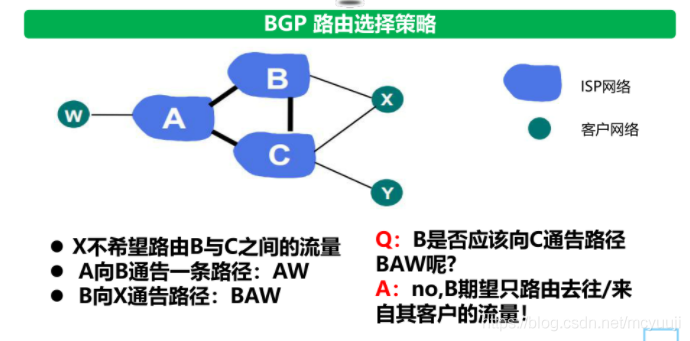 BGP 路由选择策略
B
W
A
X
C
Y
ISP网络
客户网络
● X不希望路由B与C之间的流量
● A向B通告一条路径：AW
● B向X通告路径：BAW
Q：B是否应该向C通告路径
BAW呢?
A：no,B期望只路由去往/来
自其客户的流量!
https://blog.csdn.net/mcyuuji